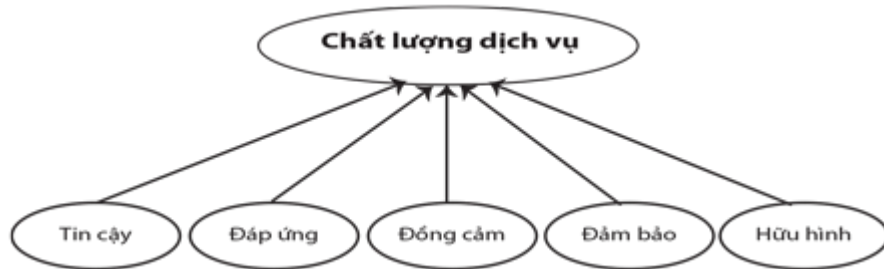 Chất lượng dịch vụ
Tin cậy
Đáp ứng
Đồng cảm
Đảm bảo
Hữu hình